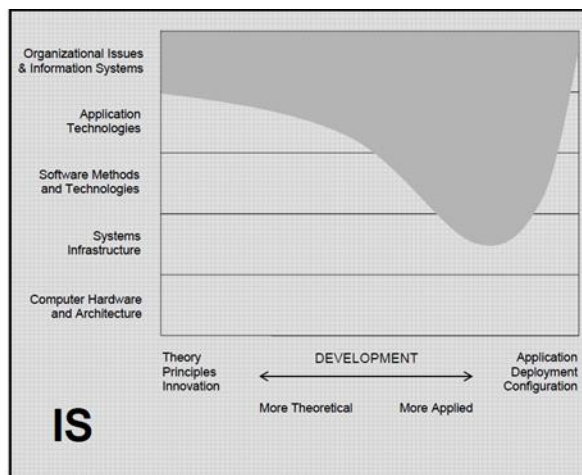 Organizational Issues
& Information Systems
Application
Technologies
Software Methods
and Technologies
Systems
Infrastructure
Computer Hardware
and Architecture
Theory
Principles
Innovation
DEVELOPMENT
Application
Deployment
Configuration
More Theoretical
More Applied
IS